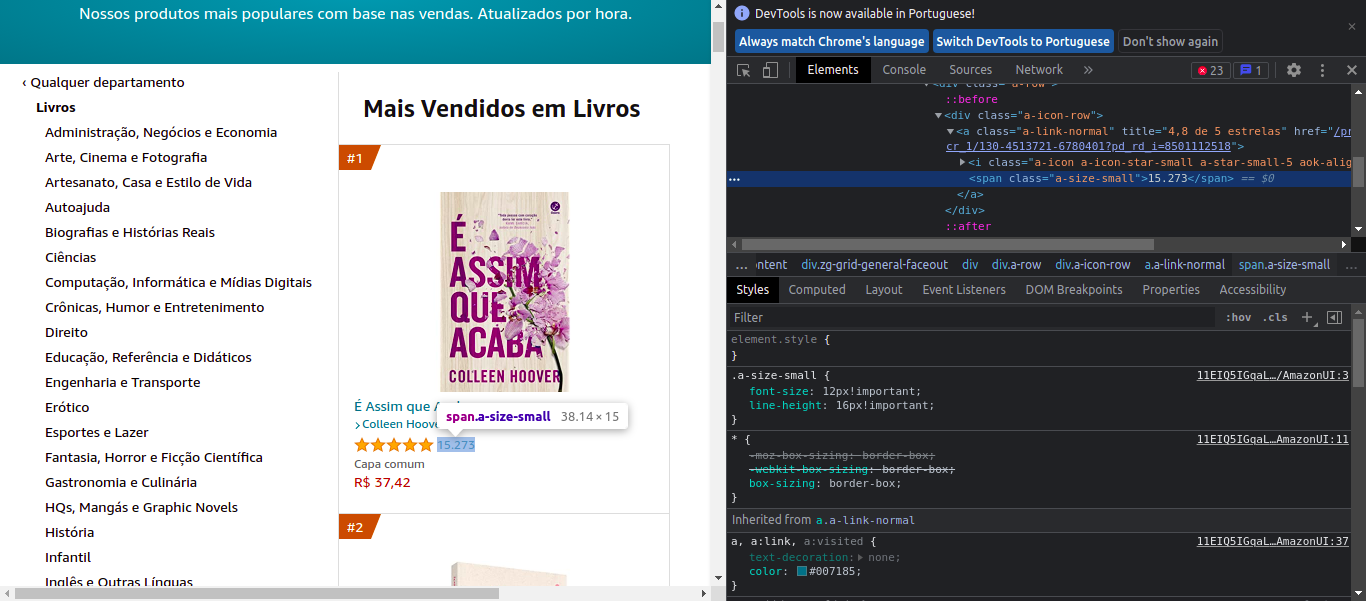 Nossos produtos mais populares com base nas vendas. Atualizados por hora.
‹ Qualquer departamento
Livros
Administração, Negócios e Economia
Arte, Cinema e Fotografia
Artesanato, Casa e Estilo de Vida
Autoajuda
Biografias e Histórias Reais
Ciências
Computação, Informática e Mídias Digitais
Crônicas, Humor e Entretenimento
Direito
Educação, Referência e Didáticos
Engenharia e Transporte
Erótico
Esportes e Lazer
Fantasia, Horror e Ficção Científica
Gastronomia e Culinária
HQs, Mangás e Graphic Novels
História
Infantil
Inglês e Outras Línguas
Mais Vendidos em Livros
#1
É
ASSIM
QUE
ACABA
COLLEEN HOOVER
É Assim que A
Colleen Hoove
span.a-size-small 38.14 × 15
15.273
Capa comum
R$ 37,42
#2
DevTools is now available in Portuguese!
Always match Chrome's language Switch DevTools to Portuguese Don't show again
Elements Console Sources Network » 23 1
<div class="a-row">
::before
<div class="a-icon-row">
<a class="a-link-normal" title="4,8 de 5 estrelas" href="/pr
cr_1/130-4513721-6780401?pd_rd_i=8501112518">
<i class="a-icon a-icon-star-small a-star-small-5 aok-alig
<span class="a-size-small">15.273</span> == $0
</a>
</div>
::after
... ntent div.zg-grid-general-faceout div div.a-row div.a-icon-row a.a-link-normal span.a-size-small ...
Styles Computed Layout Event Listeners DOM Breakpoints Properties Accessibility
Filter :hov .cls +
element.style {
}
.a-size-small { 11EIQ5IGqaL…/AmazonUI:3
font-size: 12px!important;
line-height: 16px!important;
}
* { 11EIQ5IGqaL…AmazonUI:11
-moz-box-sizing: border-box;
-webkit-box-sizing: border-box;
box-sizing: border-box;
}
Inherited from a.a-link-normal
a, a:link, a:visited { 11EIQ5IGqaL…AmazonUI:37
text-decoration: none;
color: #007185;
}